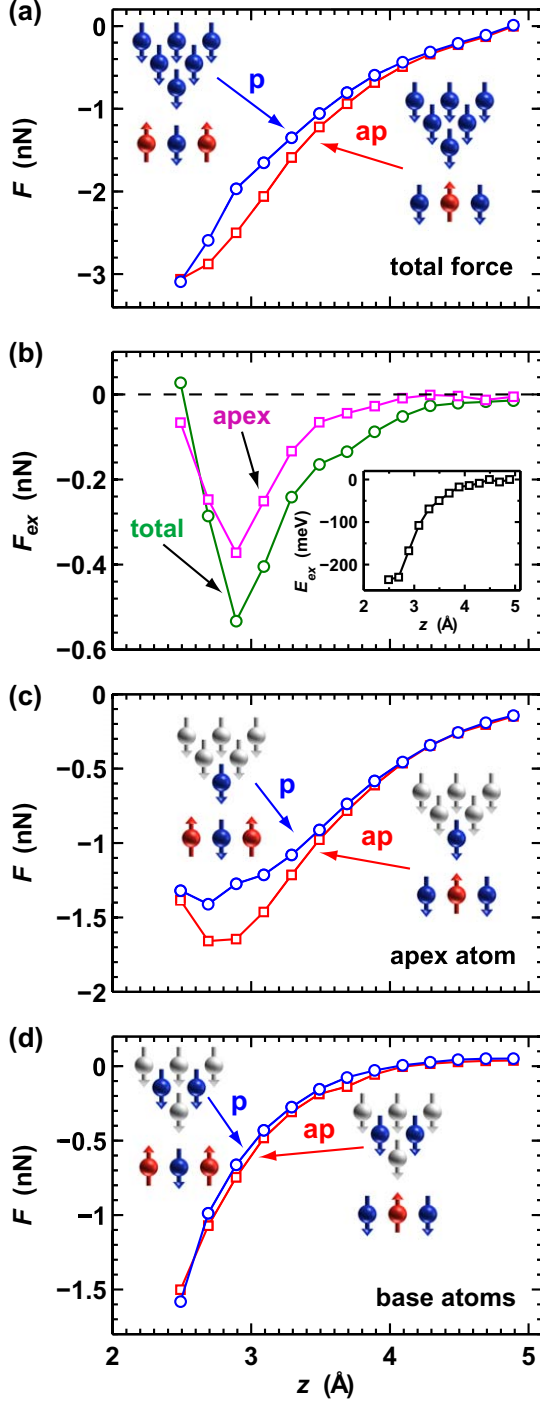 (a)
0
−1
−2
−3
F (nN)
p
ap
total force
(b)
0
−0.2
−0.4
−0.6
F_ex (nN)
apex
total
0
−100
−200
E_ex (meV)
2
3
4
5
z (Å)
(c)
0
−0.5
−1
−1.5
−2
F (nN)
p
ap
apex atom
(d)
0
−0.5
−1
−1.5
F (nN)
p
ap
base atoms
2
3
4
5
z (Å)